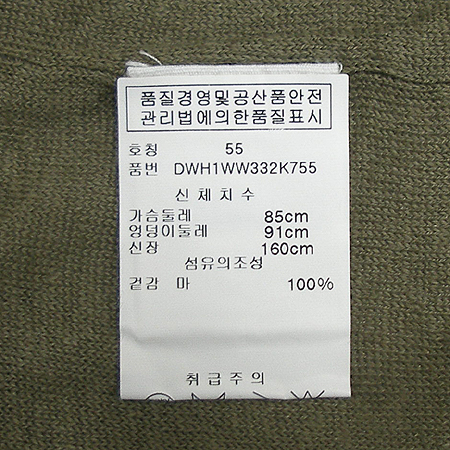 품질경영및공산품안전
관리법에의한품질표시
호칭 55
품번 DWH1WW332K755
신체치수
가슴둘레 85cm
엉덩이둘레 91cm
신장 160cm
섬유의조성
겉감 마 100%
취급주의